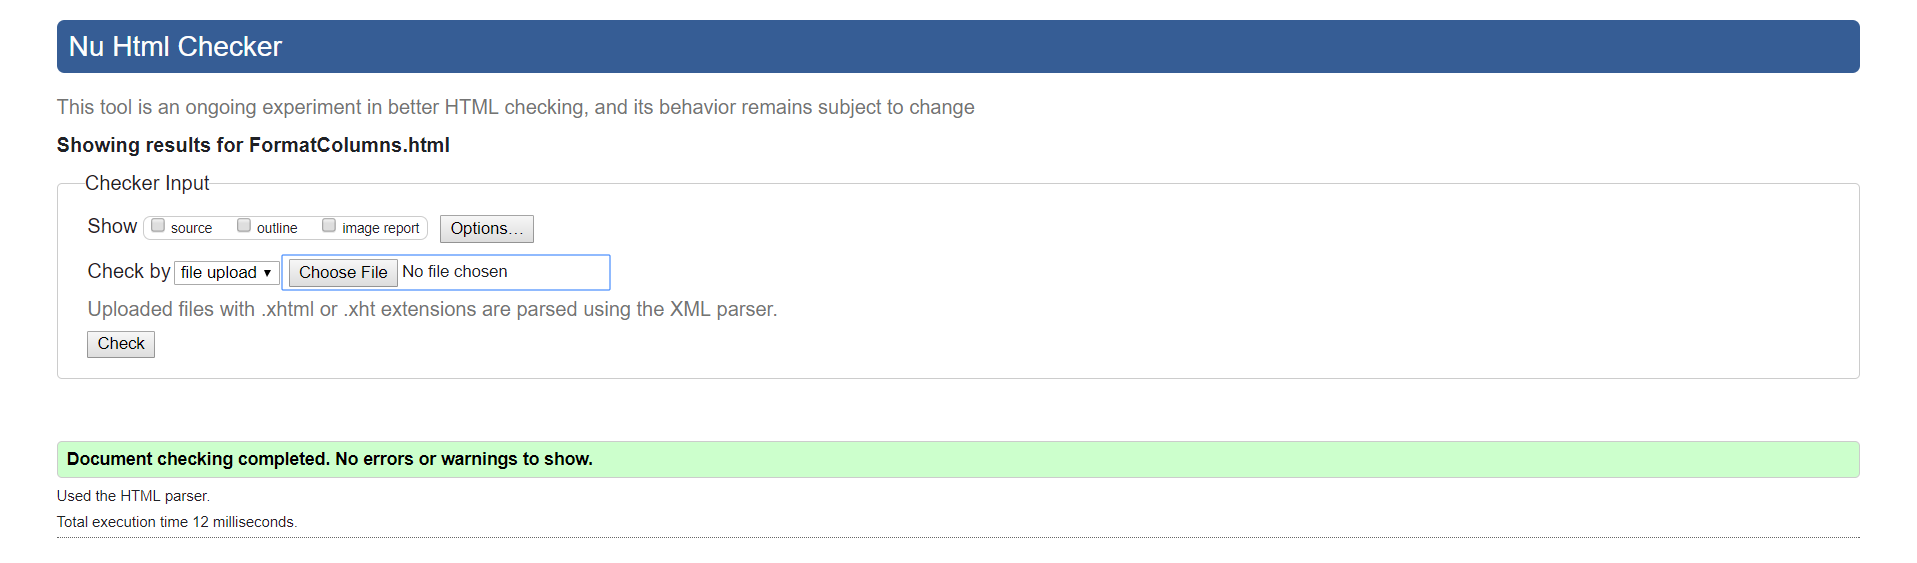 Nu Html Checker
This tool is an ongoing experiment in better HTML checking, and its behavior remains subject to change
Showing results for FormatColumns.html
Checker Input
Show source outline image report Options...
Check by file upload Choose File No file chosen
Uploaded files with .xhtml or .xht extensions are parsed using the XML parser.
Check
Document checking completed. No errors or warnings to show.
Used the HTML parser.
Total execution time 12 milliseconds.